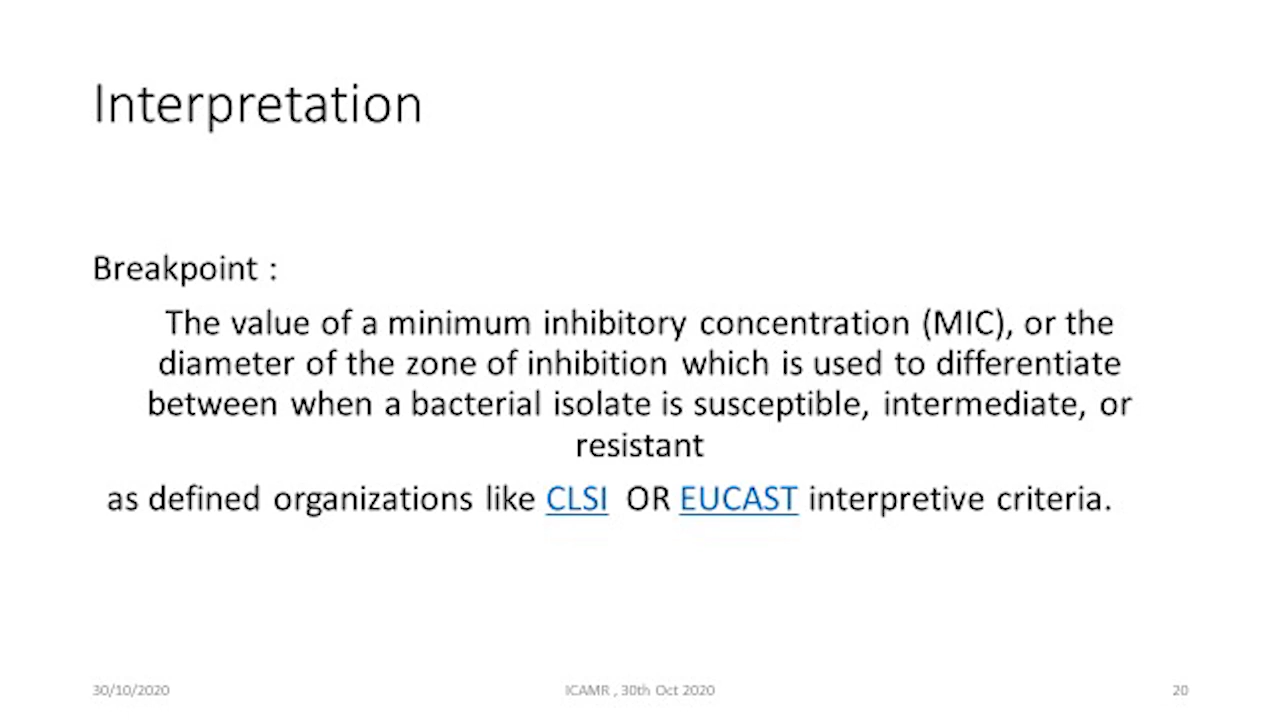 Interpretation
Breakpoint :
The value of a minimum inhibitory concentration (MIC), or the
diameter of the zone of inhibition which is used to differentiate
between when a bacterial isolate is susceptible, intermediate, or
resistant
as defined organizations like CLSI OR EUCAST interpretive criteria.
30/10/2020
ICAMR , 30th Oct 2020
20